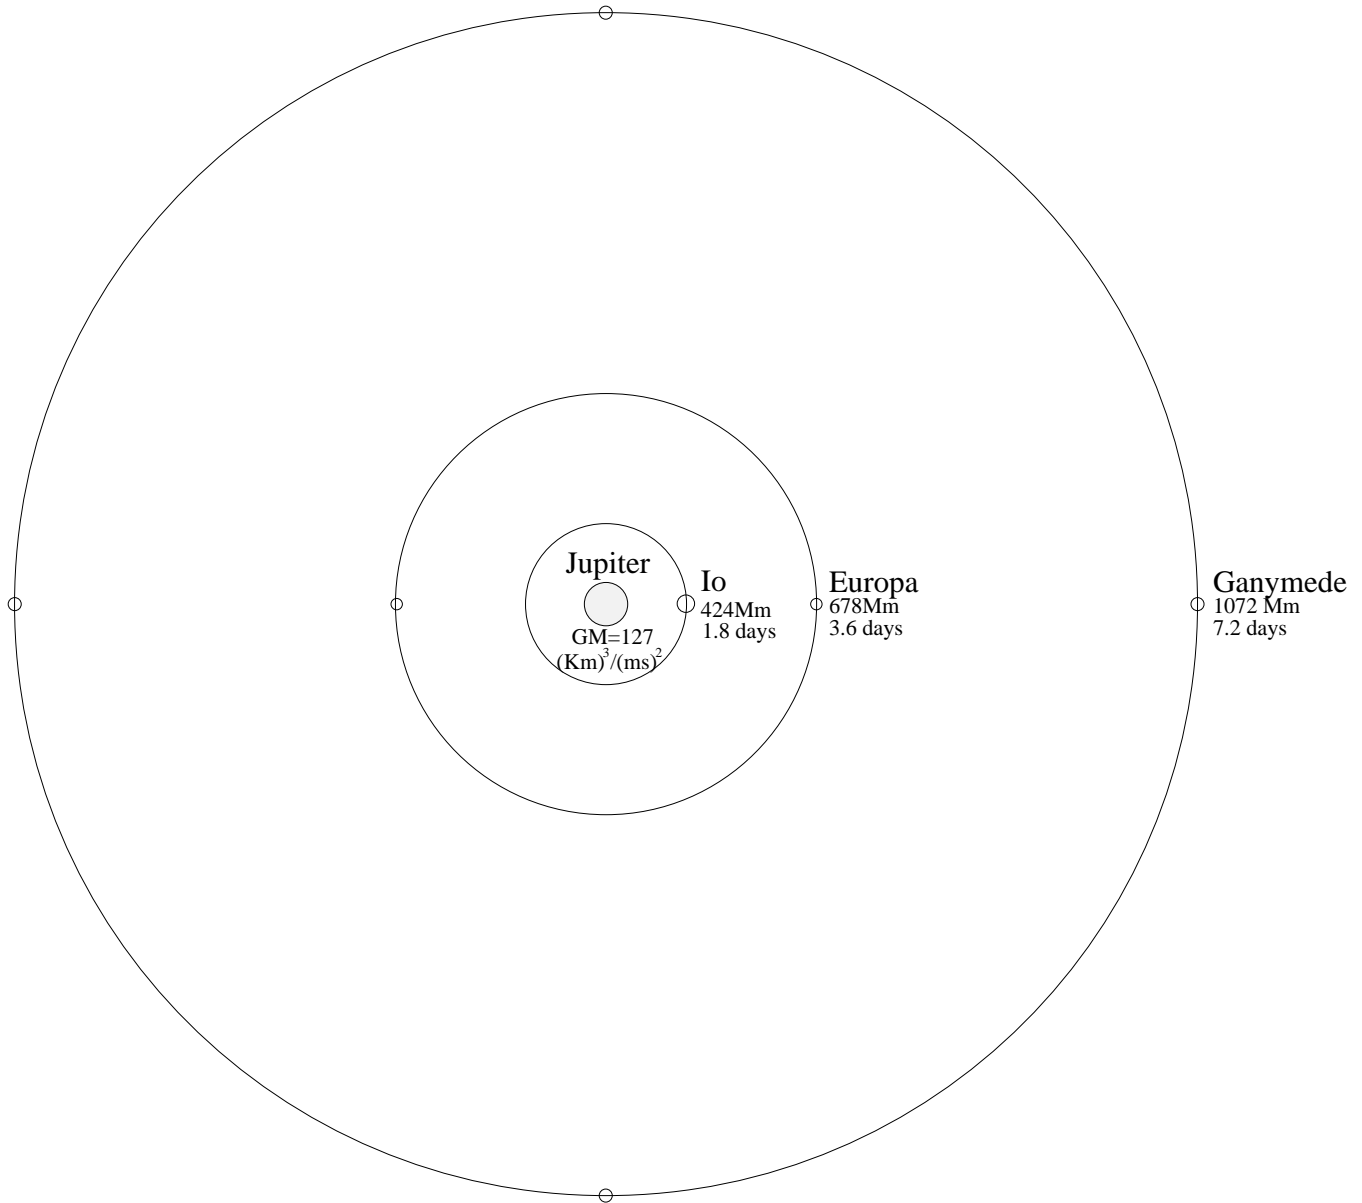 Jupiter
GM=127
(Km)³/(ms)²
Io
424Mm
1.8 days
Europa
678Mm
3.6 days
Ganymede
1072 Mm
7.2 days